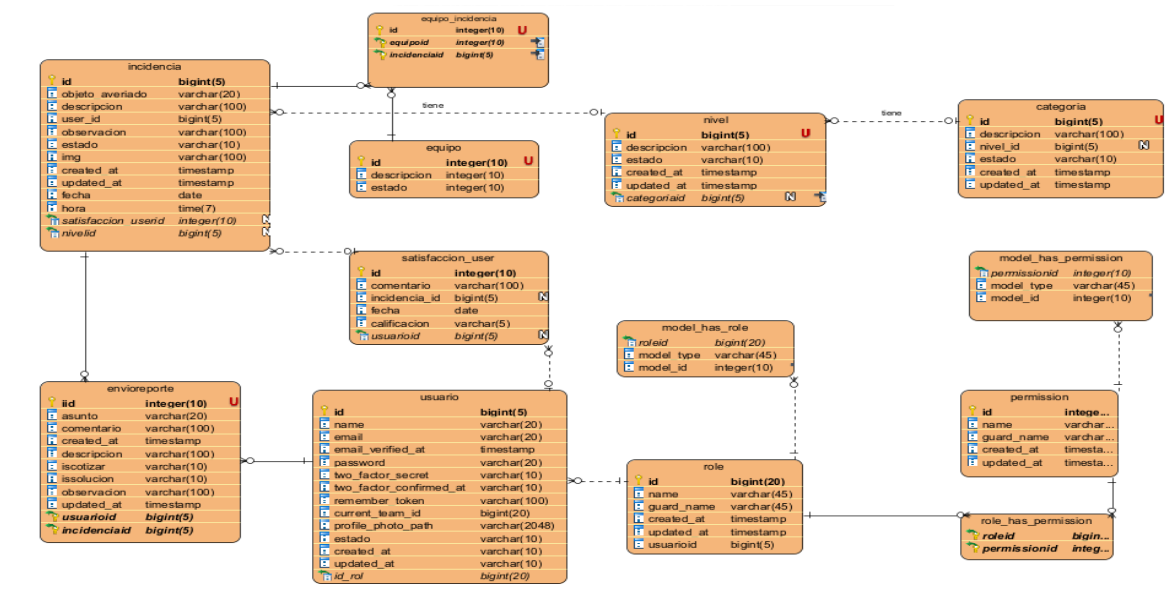 equipo_incidencia
id integer(10) U
equipoid integer(10)
incidenciaid bigint(5)
incidencia
id bigint(5)
objeto_averiado varchar(20)
descripcion varchar(100)
user_id bigint(5)
observacion varchar(100)
estado varchar(10)
img varchar(100)
created_at timestamp
updated_at timestamp
fecha date
hora time(7)
satisfaccion_userid integer(10) N
nivelid bigint(5) N
tiene
equipo
id integer(10) U
descripcion integer(10)
estado integer(10)
nivel
id bigint(5) U
descripcion varchar(100)
estado varchar(10)
created_at timestamp
updated_at timestamp
categoriaid bigint(5) N
tiene
categoria
id bigint(5) U
descripcion varchar(100)
nivel_id bigint(5) N
estado varchar(10)
created_at timestamp
updated_at timestamp
satisfaccion_user
id integer(10)
comentario varchar(100)
incidencia_id bigint(5) N
fecha date
calificacion varchar(5)
usuarioid bigint(5) N
model_has_permission
permissionid integer(10)
model_type varchar(45)
model_id integer(10)
model_has_role
roleid bigint(20)
model_type varchar(45)
model_id integer(10)
envioreporte
iid integer(10) U
asunto varchar(20)
comentario varchar(100)
created_at timestamp
descripcion varchar(100)
iscotizar varchar(10)
issolucion varchar(10)
observacion varchar(100)
updated_at timestamp
usuarioid bigint(5)
incidenciaid bigint(5)
usuario
id bigint(5)
name varchar(20)
email varchar(20)
email_verified_at timestamp
password varchar(20)
two_factor_secret varchar(10)
two_factor_confirmed_at varchar(10)
remember_token varchar(100)
current_team_id bigint(20)
profile_photo_path varchar(2048)
estado varchar(10)
created_at varchar(10)
updated_at varchar(10)
id_rol bigint(20)
role
id bigint(20)
name varchar(45)
guard_name varchar(45)
created_at timestamp
updated_at timestamp
usuarioid bigint(5)
permission
id intege...
name varchar...
guard_name varchar...
created_at timesta...
updated_at timesta...
role_has_permission
roleid bigin...
permissionid integ...